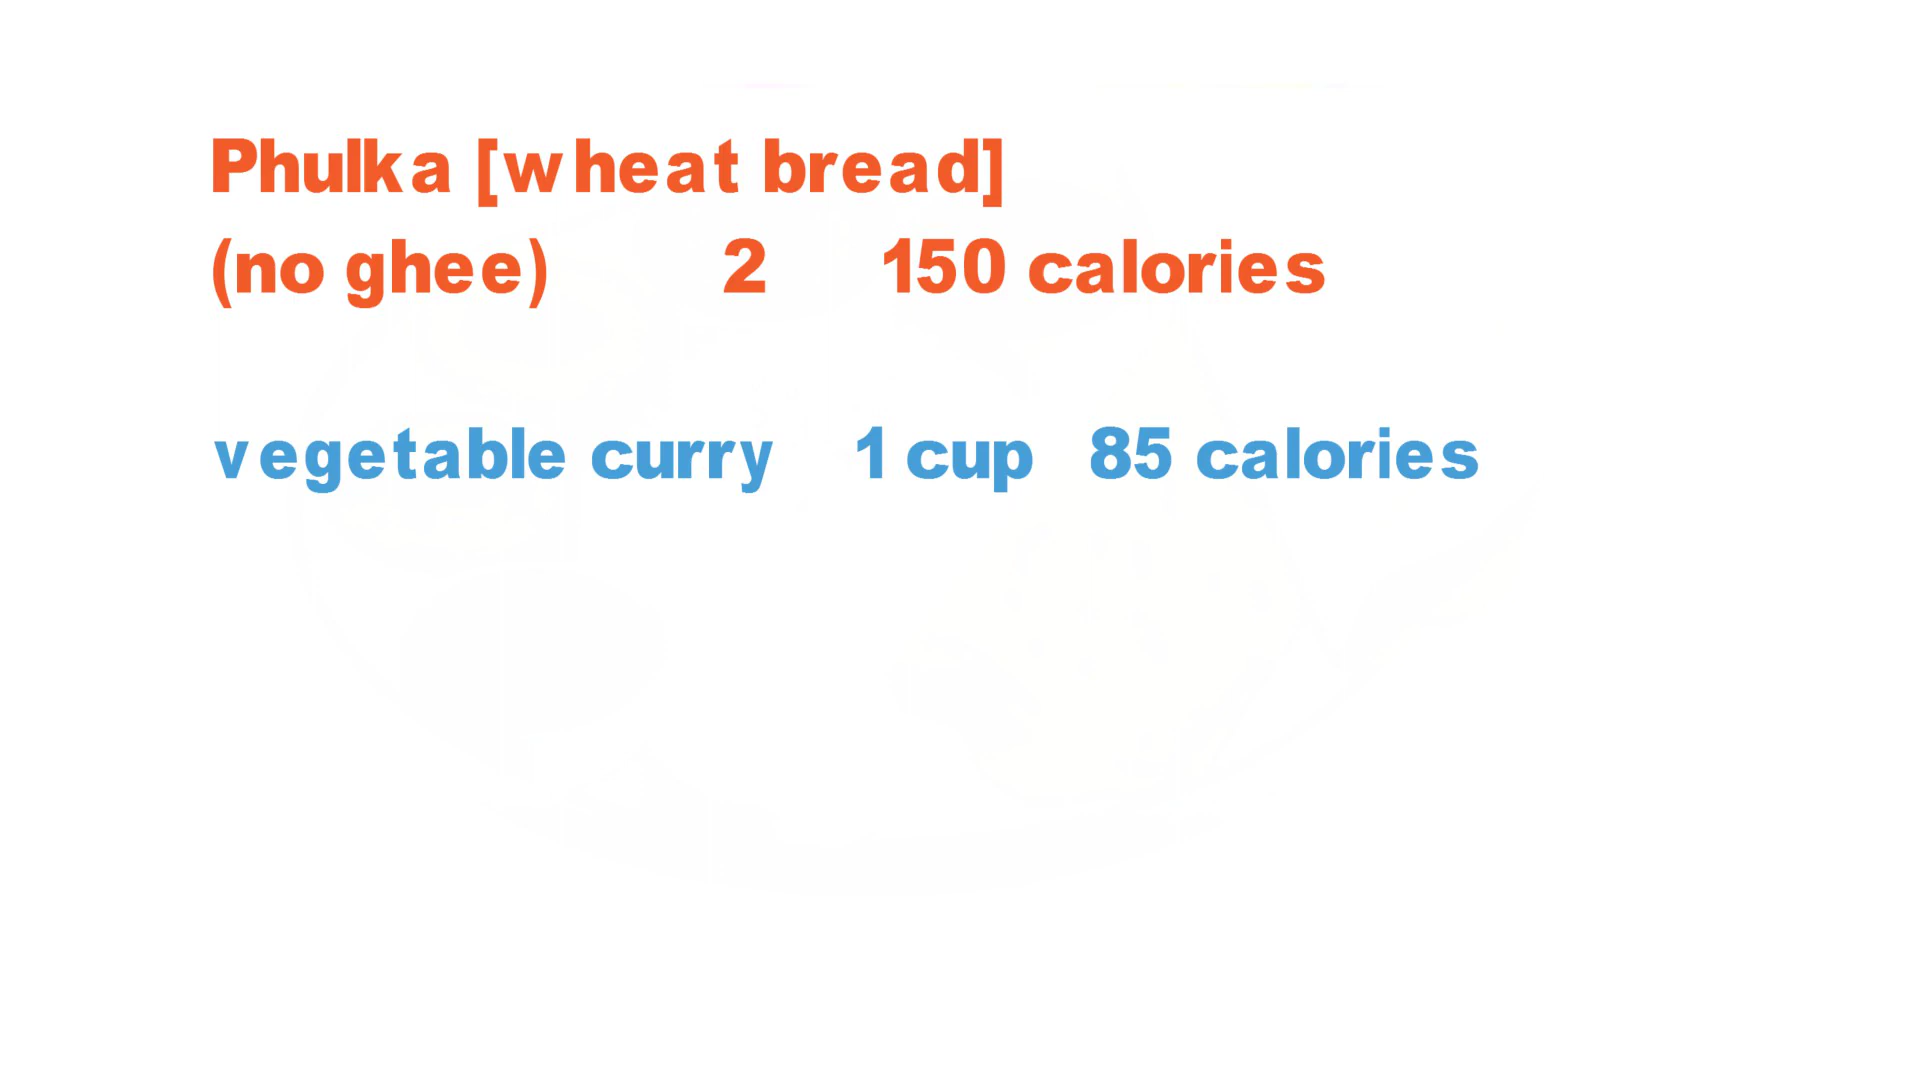 Phulka [wheat bread]
(no ghee) 2 150 calories
vegetable curry 1 cup 85 calories